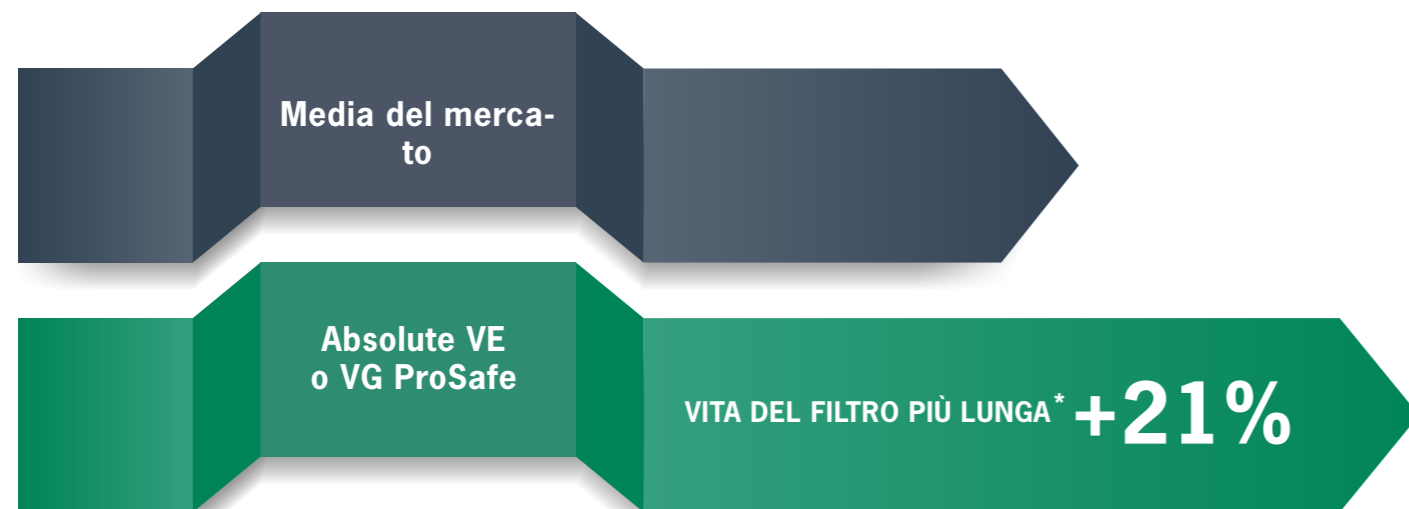 Media del merca-
to
Absolute VE
o VG ProSafe
VITA DEL FILTRO PIÙ LUNGA* +21%